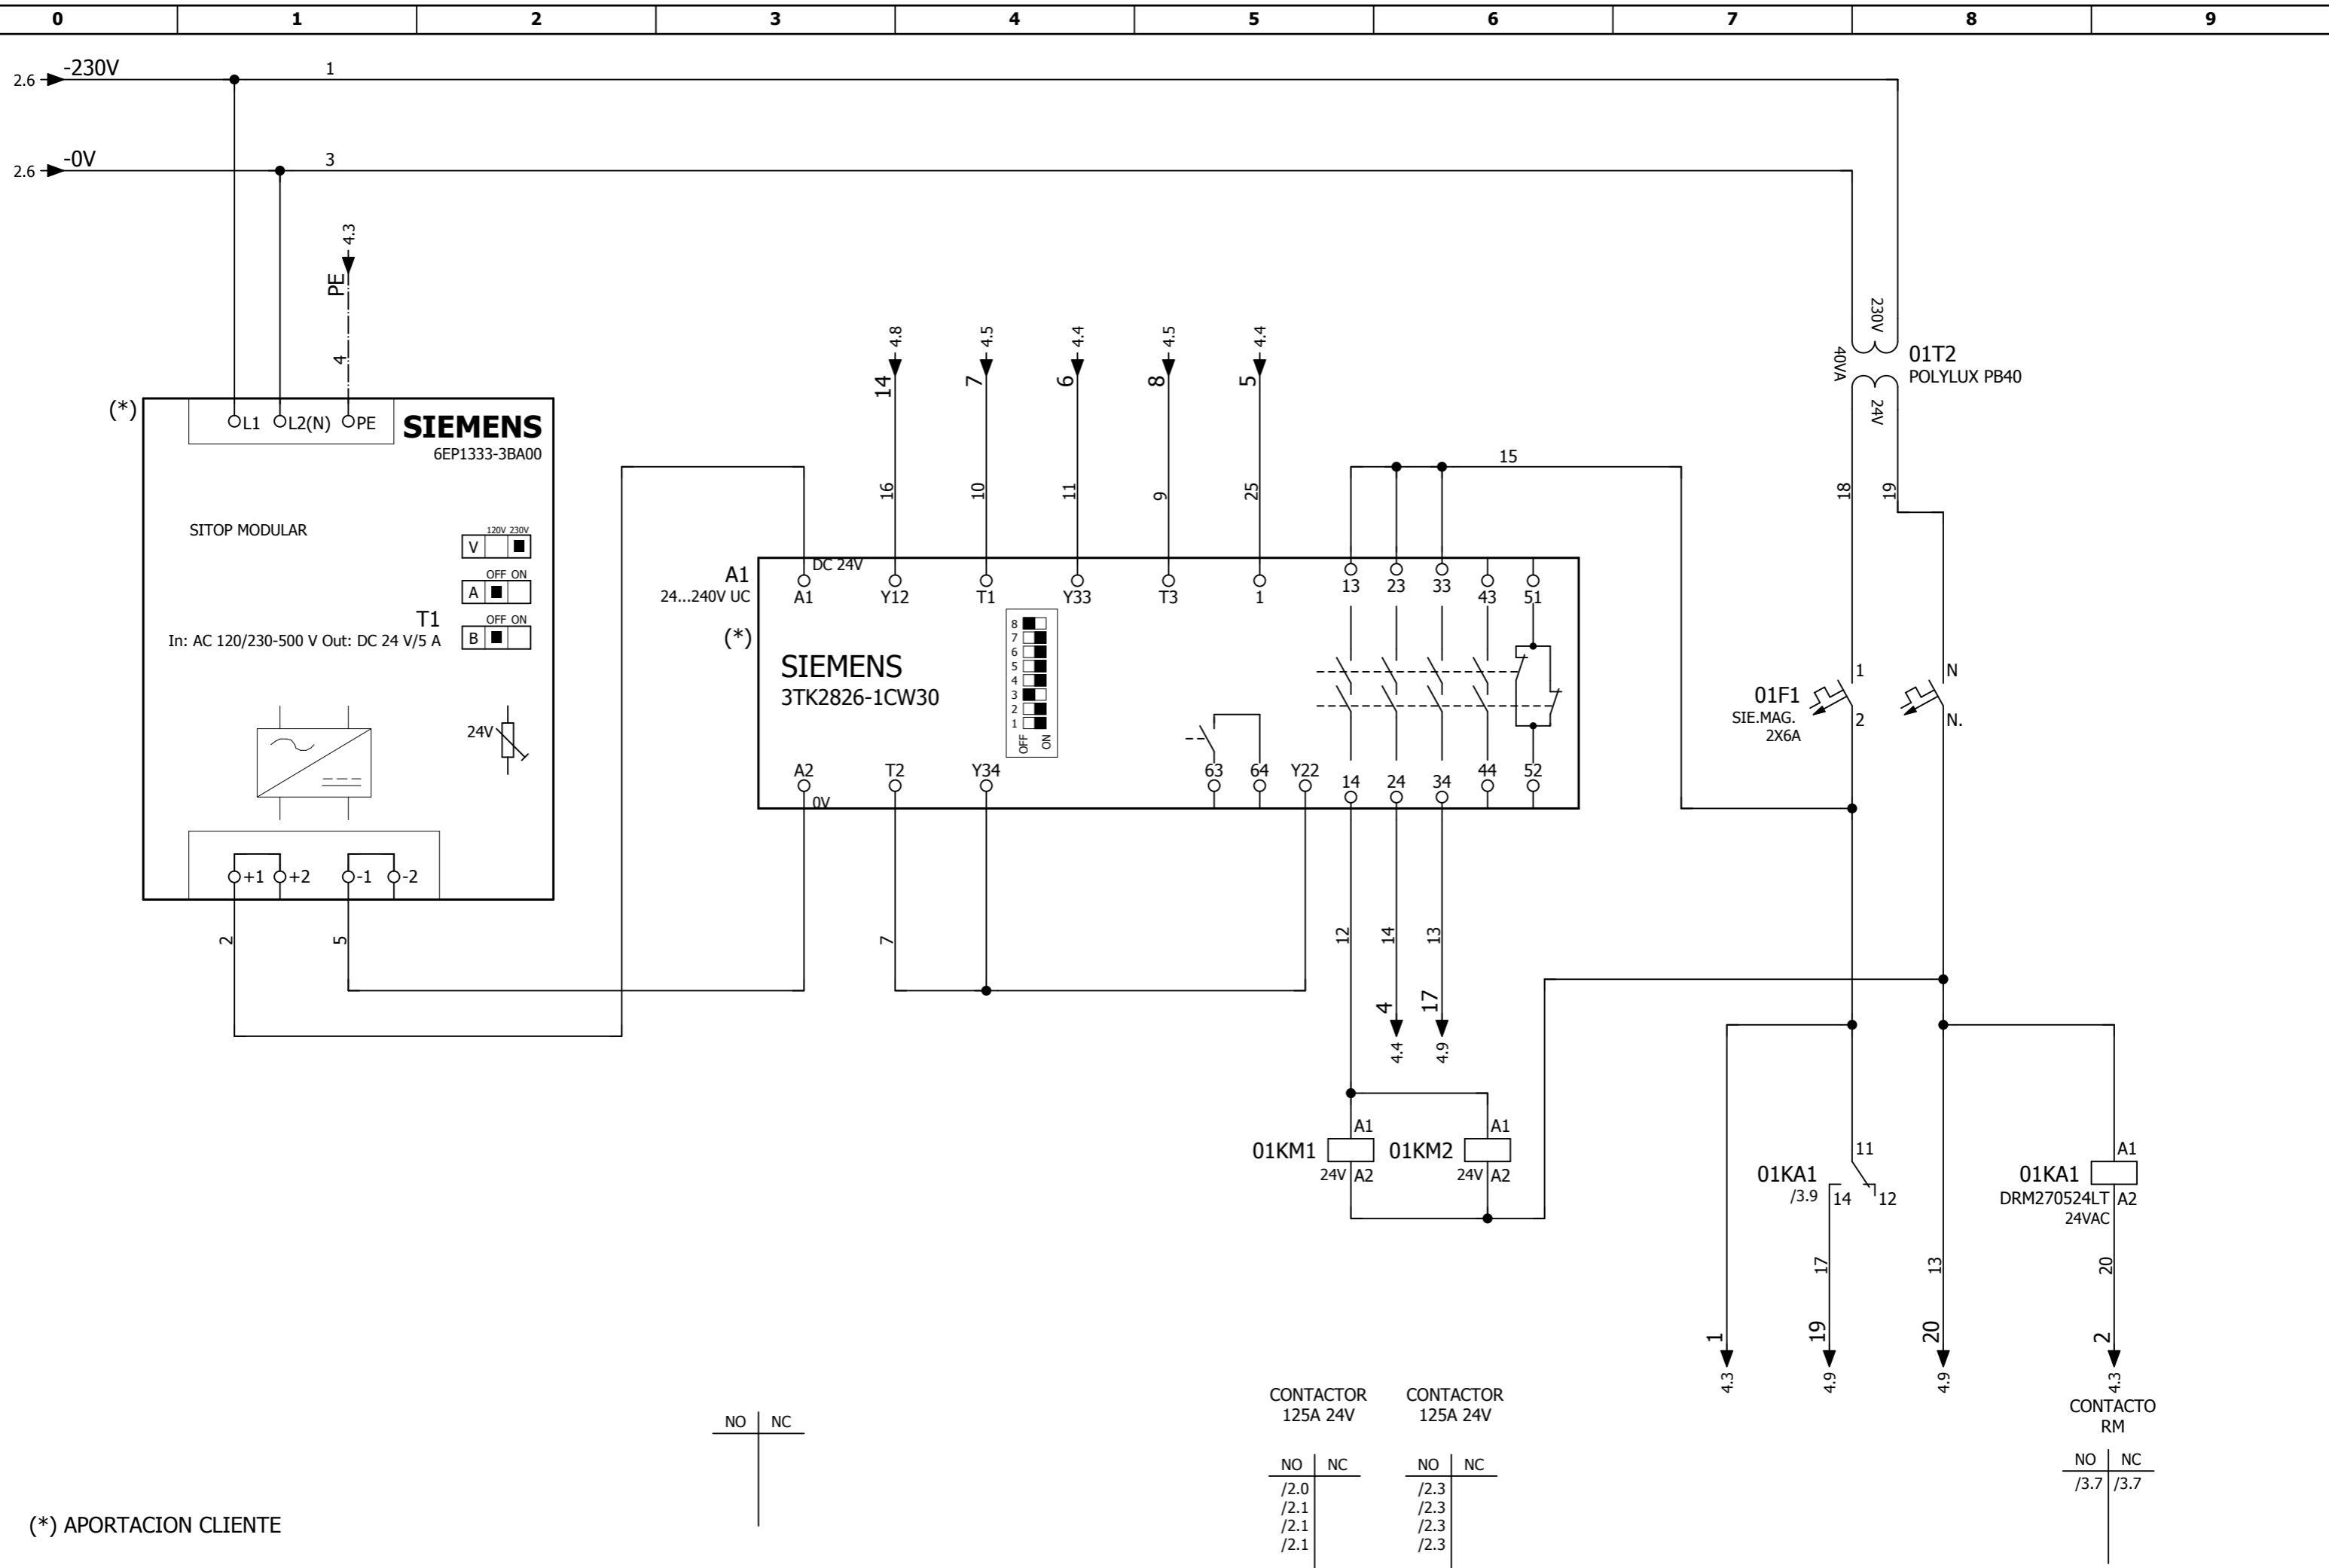 0 1 2 3 4 5 6 7 8 9
2.6 -230V 1
2.6 -0V 3
4.3
PE
4
(*)
L1 L2(N) PE
SIEMENS
6EP1333-3BA00
SITOP MODULAR
120V 230V
V
OFF ON
A
T1
OFF ON
B
In: AC 120/230-500 V Out: DC 24 V/5 A
24V
+1 +2 -1 -2
2 5
4.8 4.5 4.4 4.5 4.4
14 7 6 8 5
16 10 11 9 25
15
A1
24...240V UC
(*)
DC 24V
A1 Y12 T1 Y33 T3 1 13 23 33 43 51
SIEMENS
3TK2826-1CW30
8
7
6
5
4
3
2
1
OFF ON
A2 T2 Y34 63 64 Y22 14 24 34 44 52
0V
7 12 14 13
4 17
4.4 4.9
01KM1 A1
24V A2
01KM2 A1
24V A2
230V
40VA
01T2
POLYLUX PB40
24V
18 19
01F1
SIE.MAG.
2X6A
1 N
2 N.
01KA1
/3.9
11
14 12
01KA1 A1
DRM270524LT A2
24VAC
17 13 20
1 19 20 2
4.3 4.9 4.9 4.3
CONTACTO
RM
NO NC
/3.7 /3.7
CONTACTOR
125A 24V
NO NC
/2.0
/2.1
/2.1
/2.1
CONTACTOR
125A 24V
NO NC
/2.3
/2.3
/2.3
/2.3
NO NC
(*) APORTACION CLIENTE